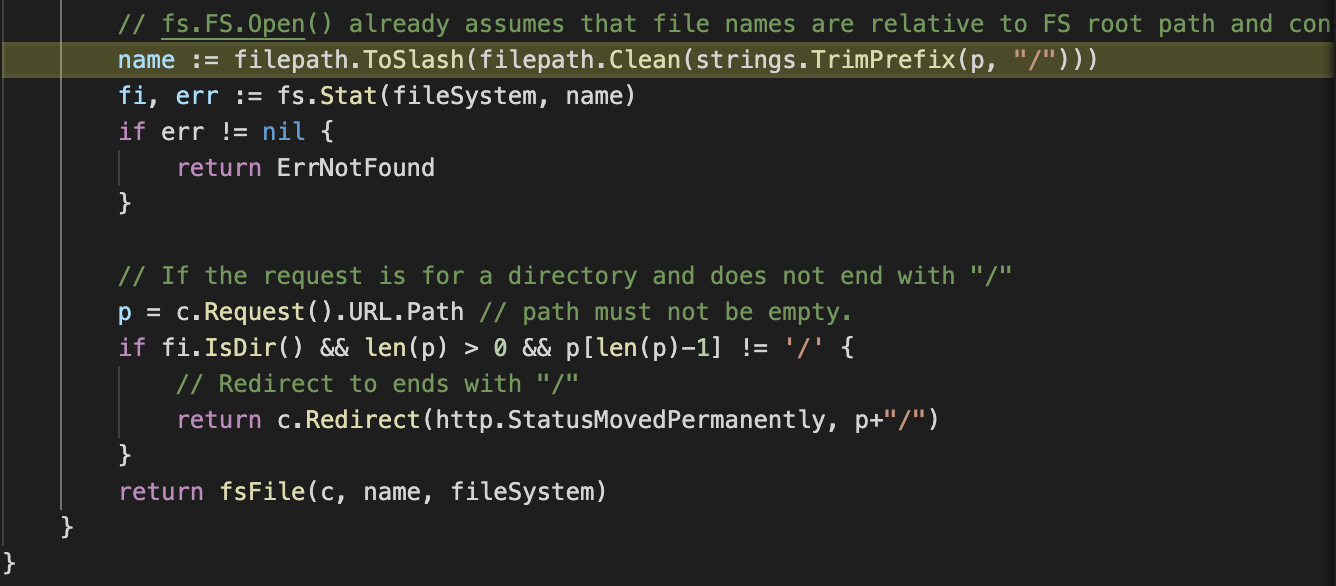 // fs.FS.Open() already assumes that file names are relative to FS root path and con
name := filepath.ToSlash(filepath.Clean(strings.TrimPrefix(p, "/")))
fi, err := fs.Stat(fileSystem, name)
if err != nil {
return ErrNotFound
}
// If the request is for a directory and does not end with "/"
p = c.Request().URL.Path // path must not be empty.
if fi.IsDir() && len(p) > 0 && p[len(p)-1] != '/' {
// Redirect to ends with "/"
return c.Redirect(http.StatusMovedPermanently, p+"/")
}
return fsFile(c, name, fileSystem)
}
}